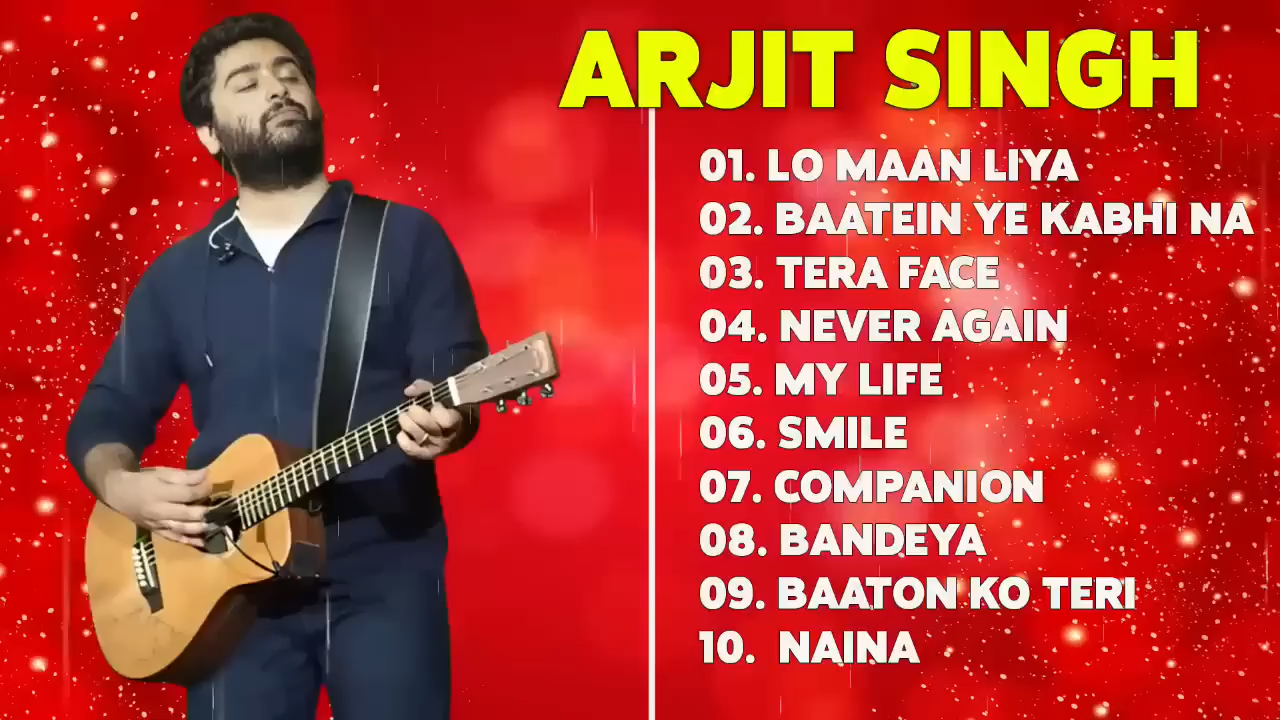 ARJIT SINGH
01. LO MAAN LIYA
02. BAATEIN YE KABHI NA
03. TERA FACE
04. NEVER AGAIN
05. MY LIFE
06. SMILE
07. COMPANION
08. BANDEYA
09. BAATON KO TERI
10. NAINA